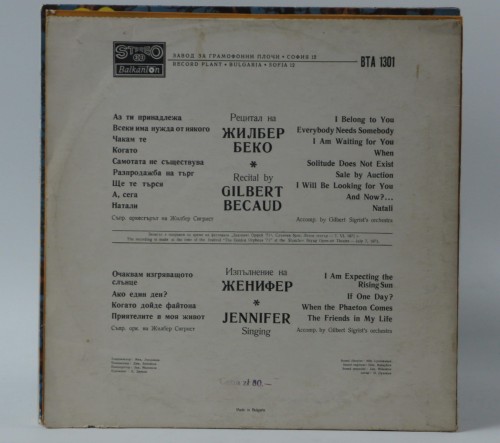 STEREO
Balkanton
ЗАВОД ЗА ГРАМОФОННИ ПЛОЧИ • СОФИЯ 12
RECORD PLANT • BULGARIA • SOFIA 12
ВТА 1301
Аз ти принадлежа
Всеки има нужда от някого
Чакам те
Когато
Самотата не съществува
Разпродажба на търг
Ще те търся
А, сега
Натали
Съпр. оркестърът на Жилбер Сигрист
Рецитал на
ЖИЛБЕР
БЕКО
*
Recital by
GILBERT
BECAUD
I Belong to You
Everybody Needs Somebody
I Am Waiting for You
When
Solitude Does Not Exist
Sale by Auction
I Will Be Looking for You
And Now?...
Natali
Accomp. by Gilbert Sigrist's orchestra
Очаквам изгряващото
слънце
Ако един ден?
Когато дойде файтона
Приятелите в моя живот
Съпр. орк. на Жилбер Сигрист
Изпълнение на
ЖЕНИФЕР
*
JENNIFER
Singing
I Am Expecting the
Rising Sun
If One Day?
When the Phaeton Comes
The Friends in My Life
Accomp. by Gilbert Sigrist's orchestra
Made in Bulgaria